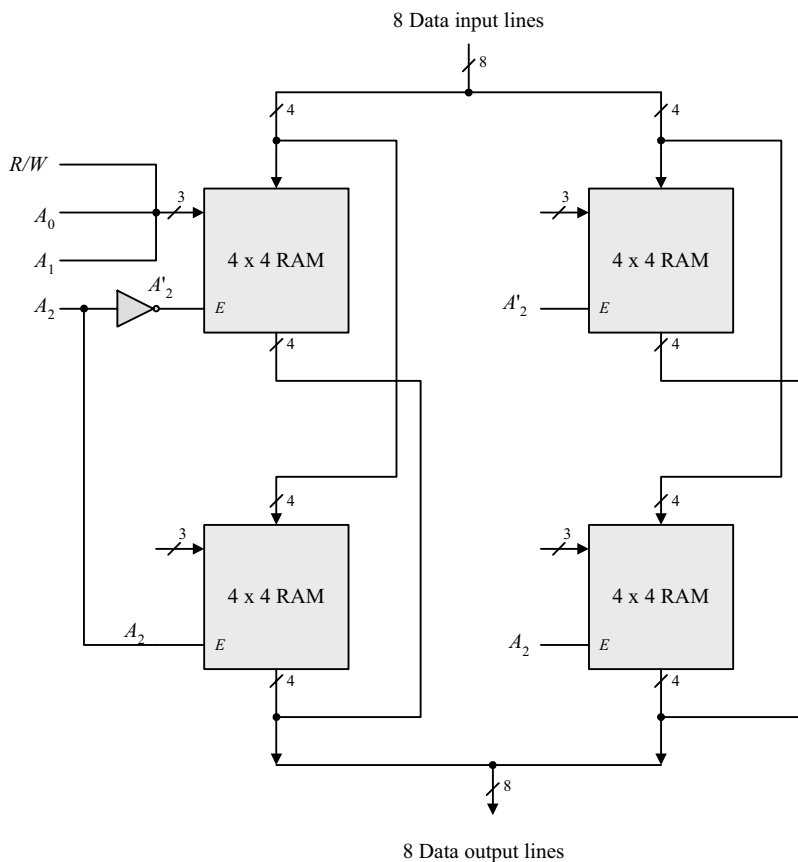 8 Data input lines
8
4 4
R/W
3 3
A0
4 x 4 RAM 4 x 4 RAM
A1
A'2
A2 E A'2 E
4 4
4 4
3 3
4 x 4 RAM 4 x 4 RAM
A2 E A2 E
4 4
8
8 Data output lines